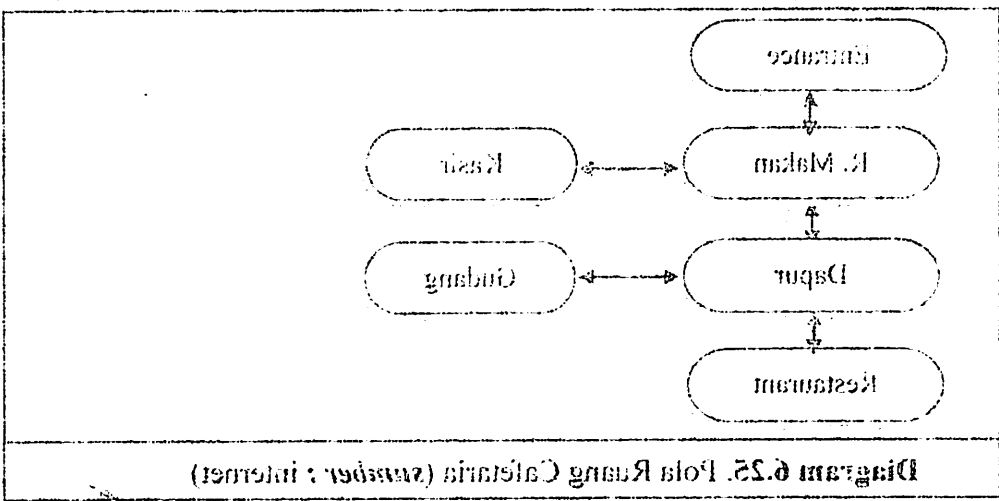 Entrance
R. Makan
Kasir
Dapur
Gudang
Restaurant
Diagram 6.25. Pola Ruang Cafetaria (sumber : internet)